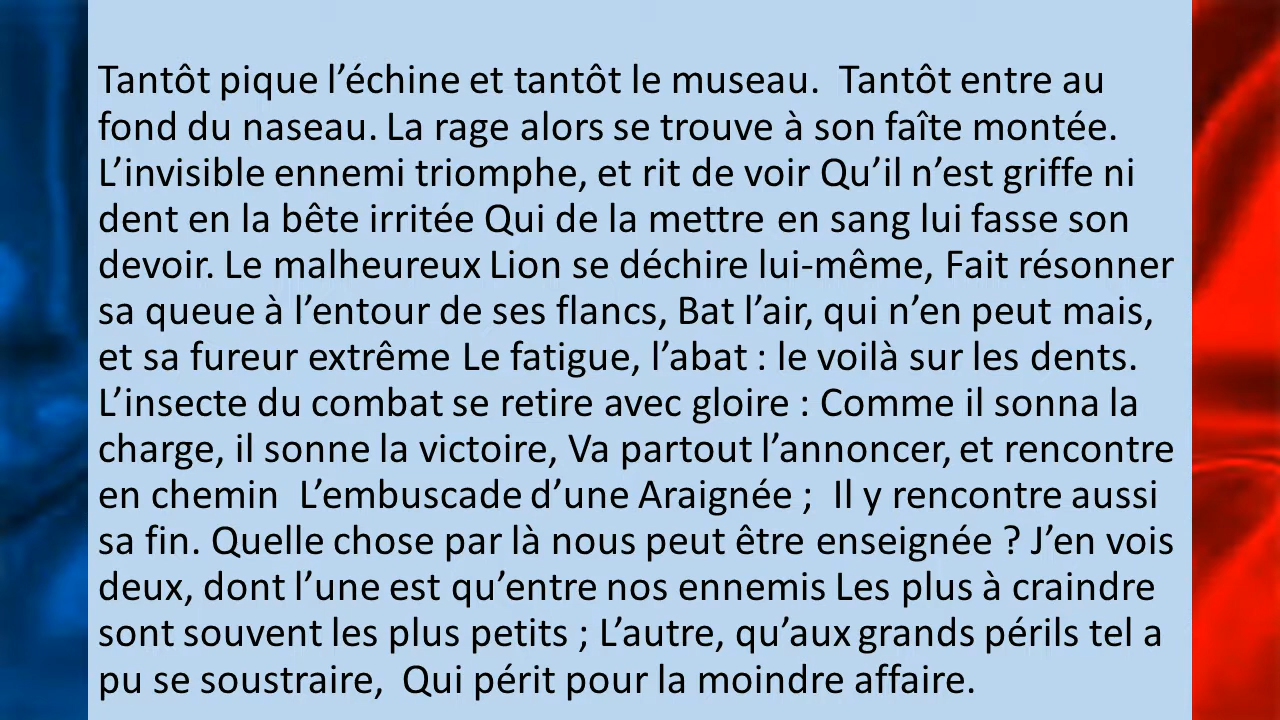 Tantôt pique l’échine et tantôt le museau.  Tantôt entre au
fond du naseau. La rage alors se trouve à son faîte montée.
L’invisible ennemi triomphe, et rit de voir Qu’il n’est griffe ni
dent en la bête irritée Qui de la mettre en sang lui fasse son
devoir. Le malheureux Lion se déchire lui-même, Fait résonner
sa queue à l’entour de ses flancs, Bat l’air, qui n’en peut mais,
et sa fureur extrême Le fatigue, l’abat : le voilà sur les dents.
L’insecte du combat se retire avec gloire : Comme il sonna la
charge, il sonne la victoire, Va partout l’annoncer, et rencontre
en chemin  L’embuscade d’une Araignée ;  Il y rencontre aussi
sa fin. Quelle chose par là nous peut être enseignée ? J’en vois
deux, dont l’une est qu’entre nos ennemis Les plus à craindre
sont souvent les plus petits ; L’autre, qu’aux grands périls tel a
pu se soustraire,  Qui périt pour la moindre affaire.